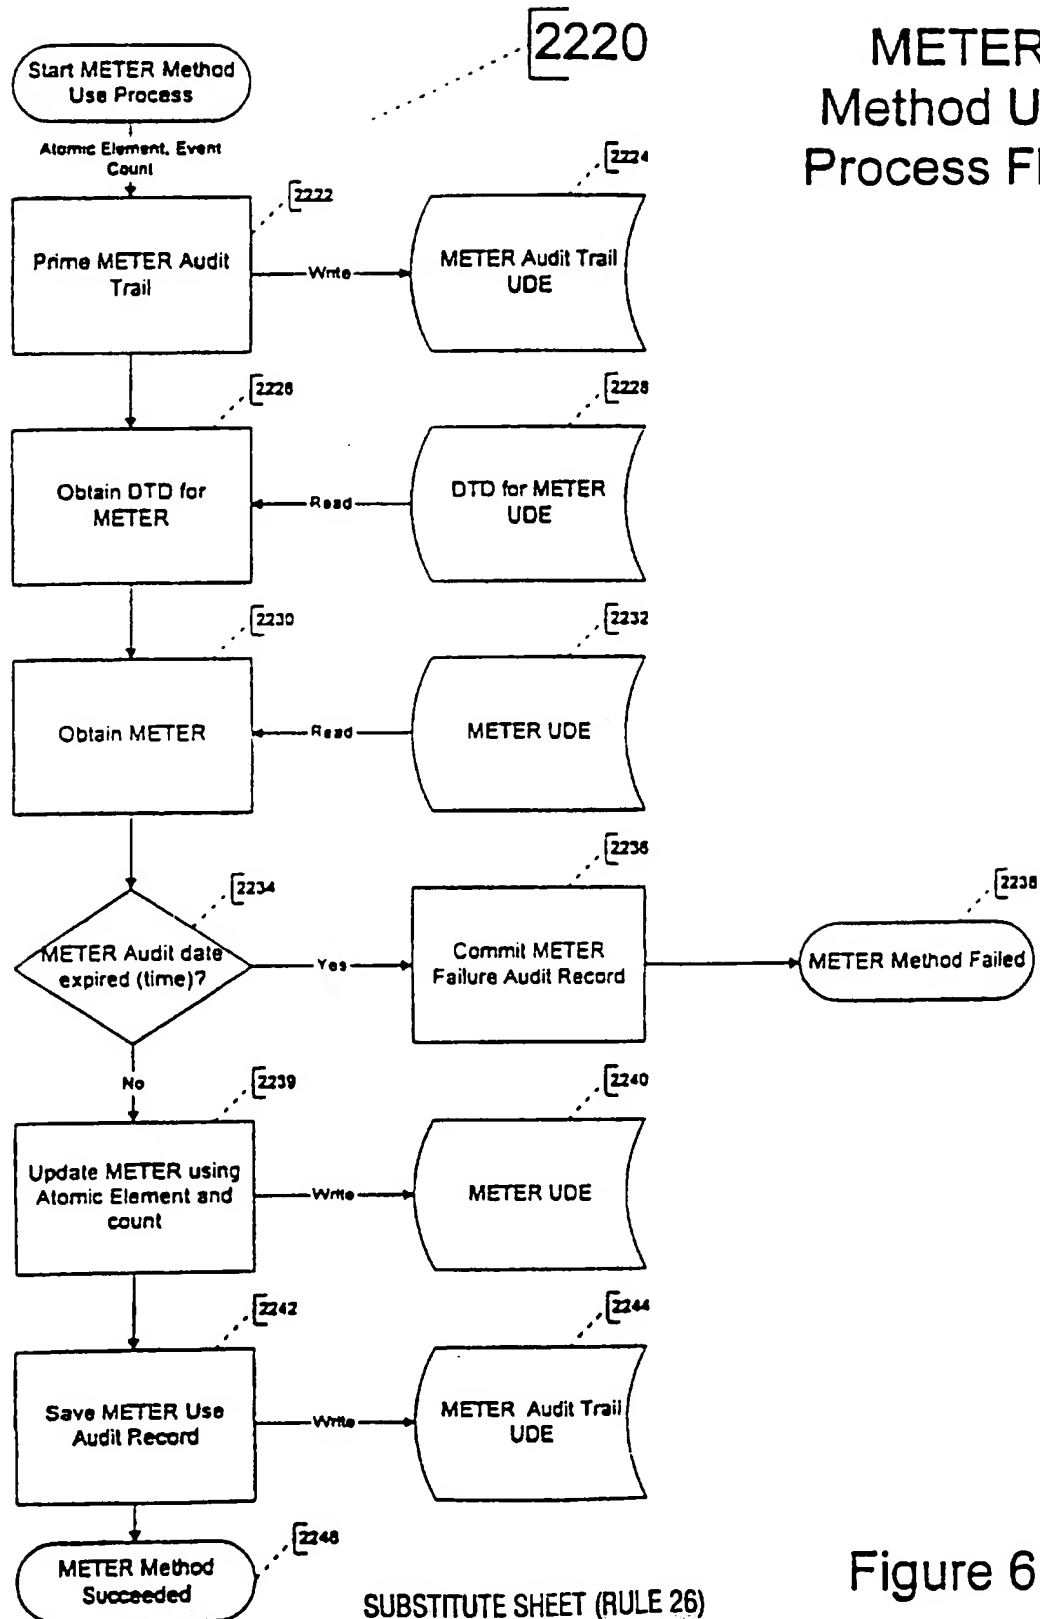 2220
METER
Method U
Process Fl
Start METER Method
Use Process
Atomic Element, Event
Count
2222
Prime METER Audit
Trail
Write
2224
METER Audit Trail
UDE
2226
Obtain DTD for
METER
Read
2228
DTD for METER
UDE
2230
Obtain METER
Read
2232
METER UDE
2234
METER Audit date
expired (time)?
Yes
2236
Commit METER
Failure Audit Record
2238
METER Method Failed
No
2239
Update METER using
Atomic Element and
count
Write
2240
METER UDE
2242
Save METER Use
Audit Record
Write
2244
METER Audit Trail
UDE
2246
METER Method
Succeeded
SUBSTITUTE SHEET (RULE 26)
Figure 6